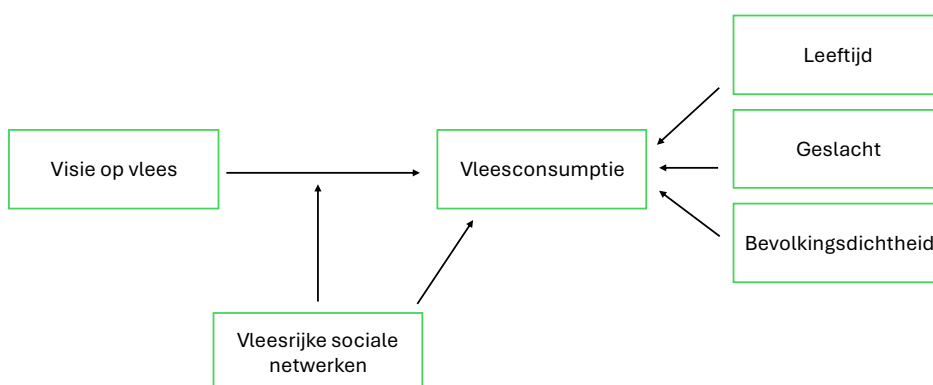 Leeftijd
Visie op vlees
Vleesconsumptie
Geslacht
Bevolkingsdichtheid
Vleesrijke sociale
netwerken